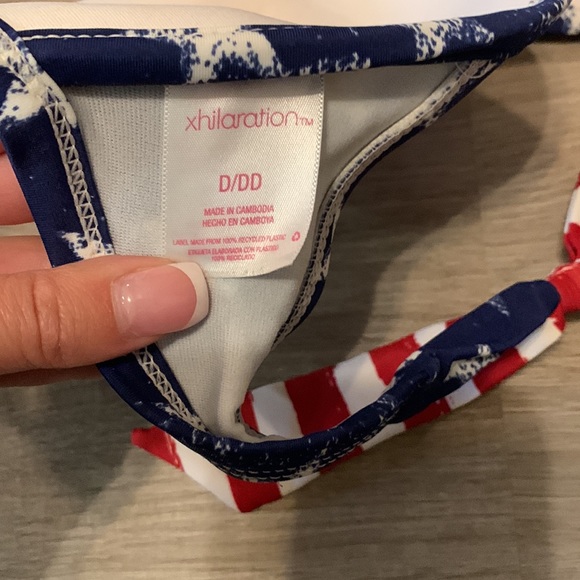 xhilaration™
D/DD
MADE IN CAMBODIA
HECHO EN CAMBOYA
LABEL MADE FROM 100% RECYCLED PLASTIC
ETIQUETA ELABORADA CON PLÁSTICO
100% RECICLADO